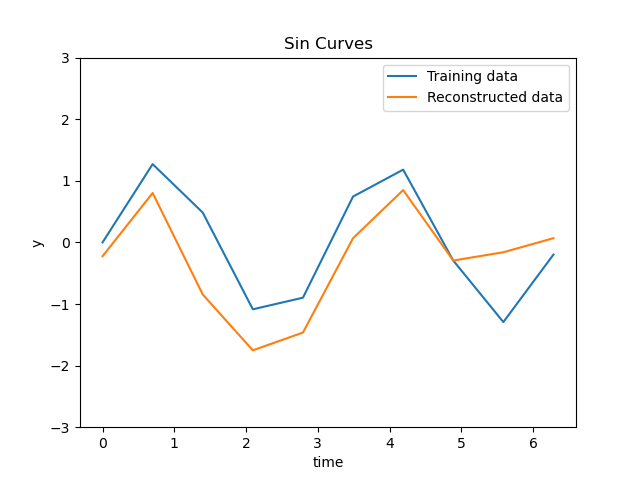 Sin Curves
Training data
Reconstructed data
y
3
2
1
0
−1
−2
−3
0 1 2 3 4 5 6
time